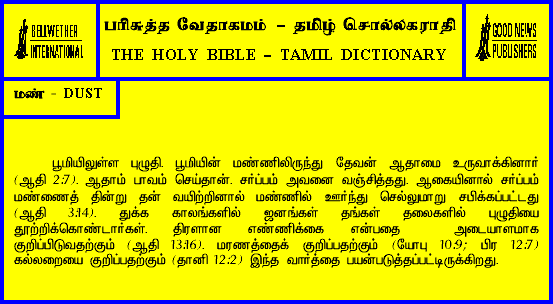 BELLWETHER
INTERNATIONAL
பரிசுத்த வேதாகமம் - தமிழ் சொல்லகராதி
THE HOLY BIBLE - TAMIL DICTIONARY
GOOD NEWS
PUBLISHERS
மண் - DUST
பூமியிலுள்ள புழுதி. பூமியின் மண்ணிலிருந்து தேவன் ஆதாமை உருவாக்கினார்
(ஆதி 2:7). ஆதாம் பாவம் செய்தான். சர்ப்பம் அவனை வஞ்சித்தது. ஆகையினால் சர்ப்பம்
மண்ணைத் தின்று தன் வயிற்றினால் மண்ணில் ஊர்ந்து செல்லுமாறு சபிக்கப்பட்டது
(ஆதி 3:14). துக்க காலங்களில் ஜனங்கள் தங்கள் தலைகளில் புழுதியை
தூற்றிக்கொண்டார்கள். திரளான எண்ணிக்கை என்பதை அடையாளமாக
குறிப்பிடுவதற்கும் (ஆதி 13:16). மரணத்தைக் குறிப்பதற்கும் (யோபு 10:9; பிர 12:7)
கல்லறையை குறிப்பதற்கும் (தானி 12:2) இந்த வார்த்தை பயன்படுத்தப்பட்டிருக்கிறது.